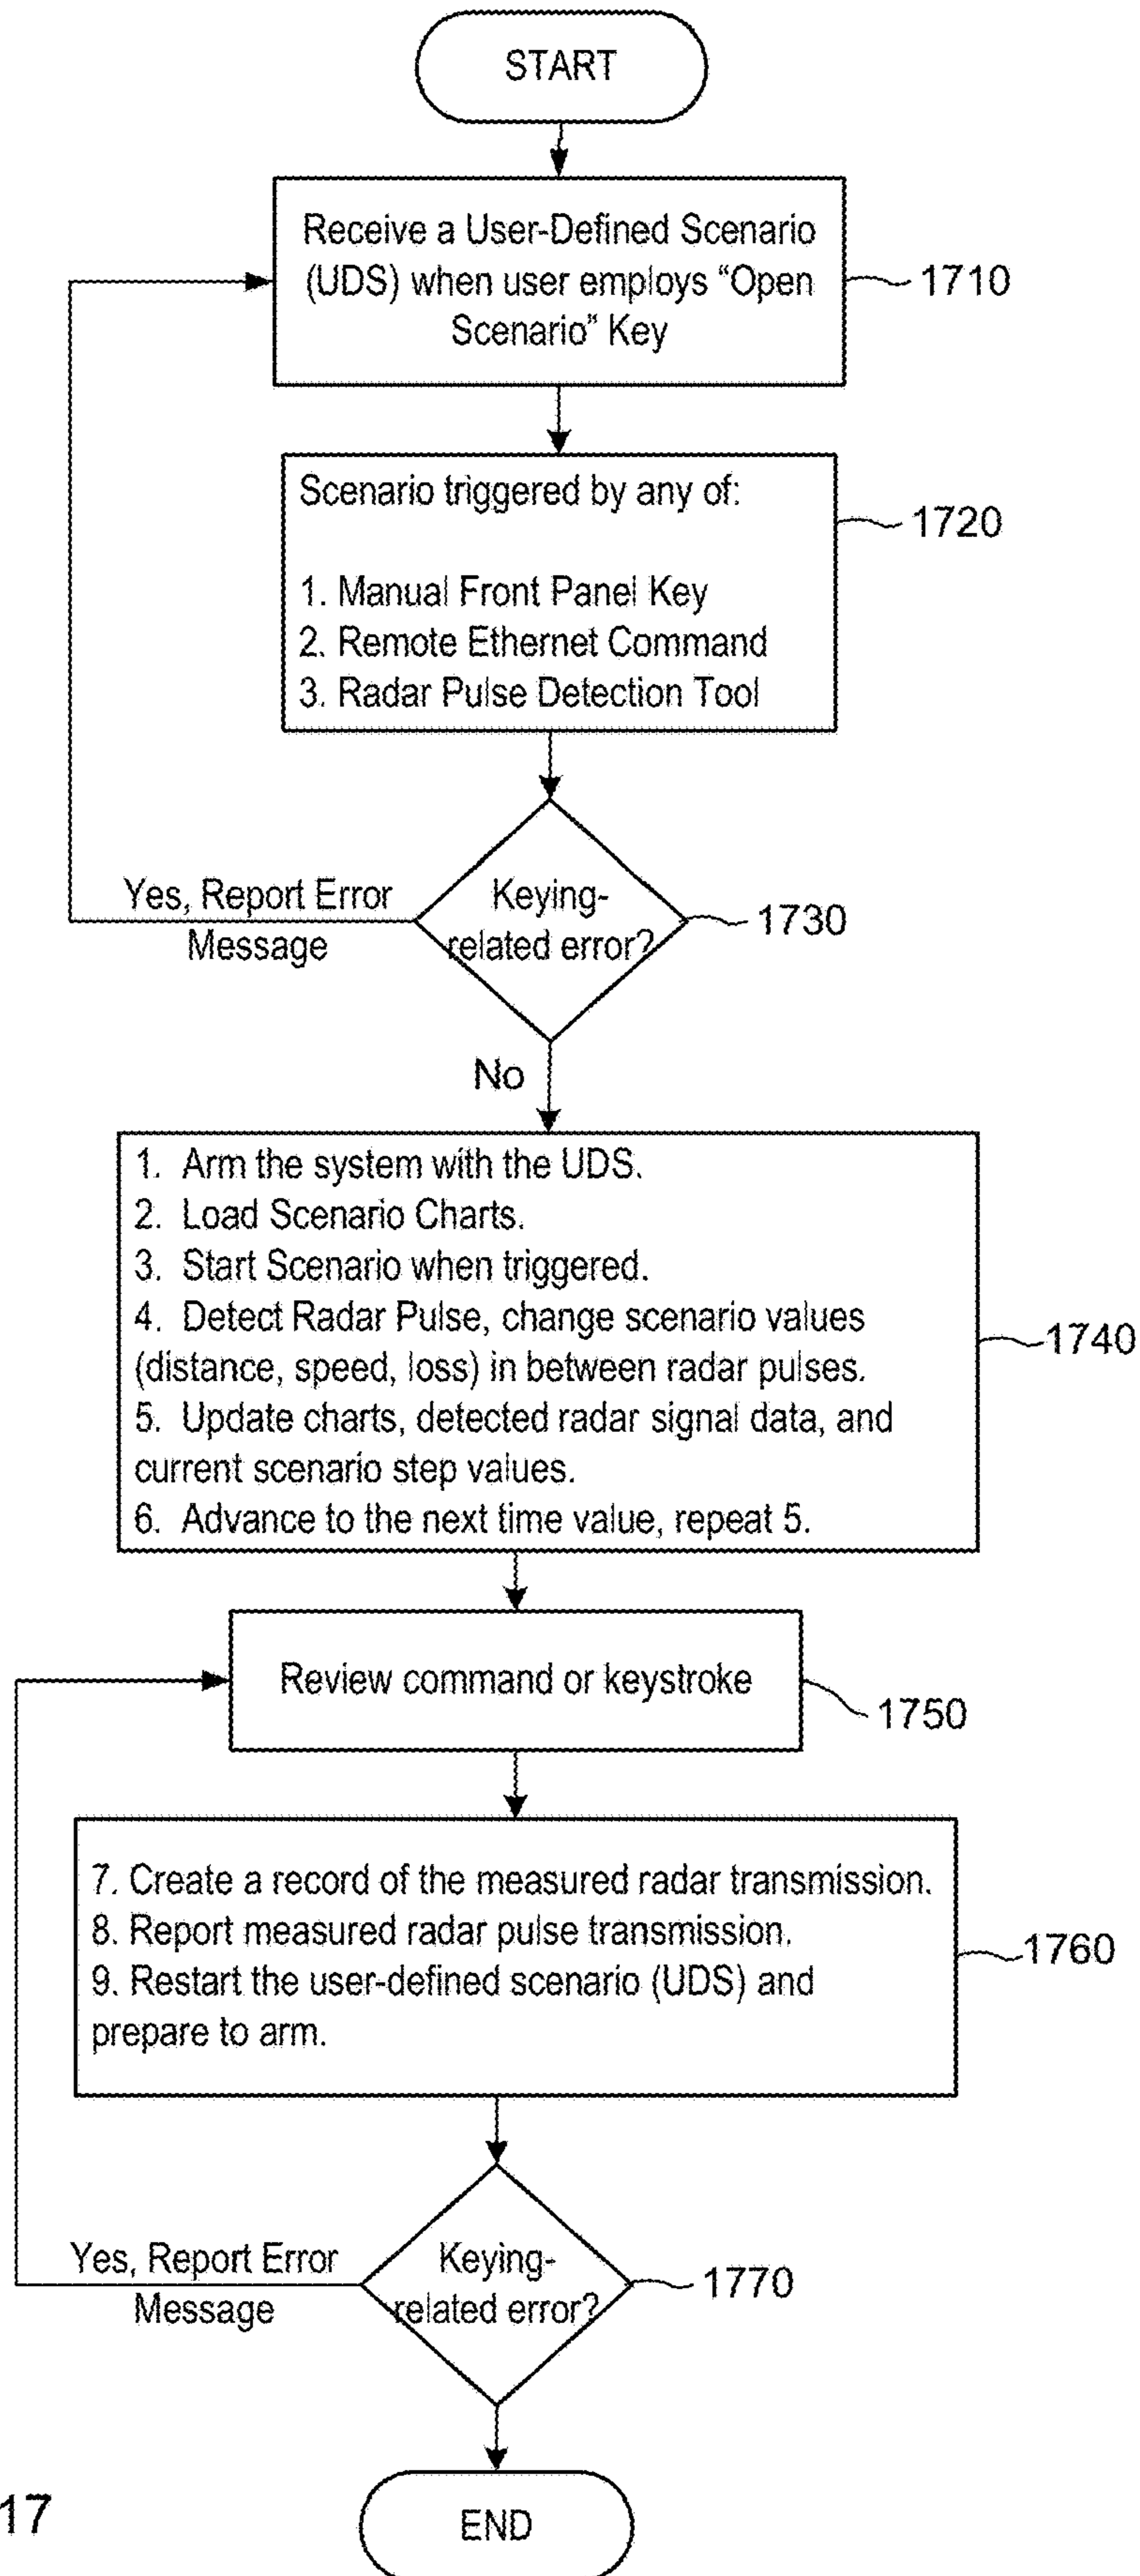 START
Receive a User-Defined Scenario
(UDS) when user employs “Open
Scenario” Key
1710
Scenario triggered by any of:
1720
1. Manual Front Panel Key
2. Remote Ethernet Command
3. Radar Pulse Detection Tool
Yes, Report Error
Message
Keying-
related error?
1730
No
1. Arm the system with the UDS.
2. Load Scenario Charts.
3. Start Scenario when triggered.
4. Detect Radar Pulse, change scenario values
(distance, speed, loss) in between radar pulses.
5. Update charts, detected radar signal data, and
current scenario step values.
6. Advance to the next time value, repeat 5.
1740
Review command or keystroke
1750
7. Create a record of the measured radar transmission.
8. Report measured radar pulse transmission.
9. Restart the user-defined scenario (UDS) and
prepare to arm.
1760
Yes, Report Error
Message
Keying-
related error?
1770
END
17